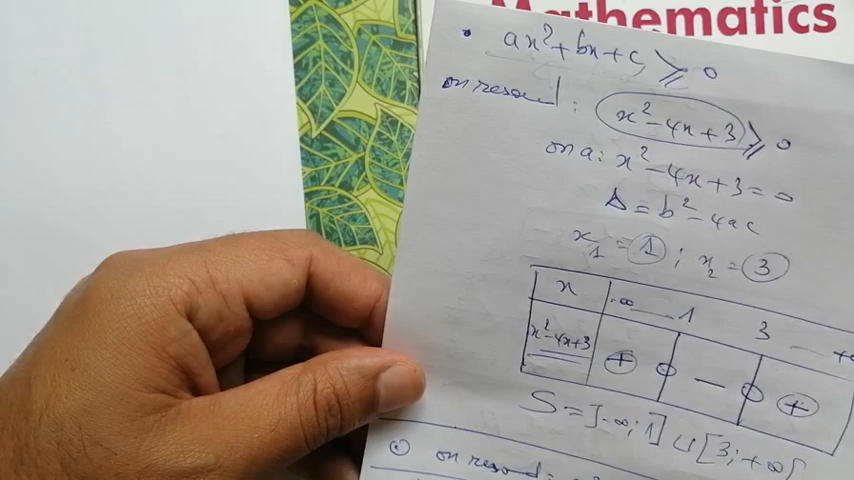 Mathematics
• ax²+bx+c ⩾ 0
on resoud : x²-4x+3 ⩾ 0
on a : x²-4x+3=0
Δ = b²-4ac
x₁ = 1 ; x₂ = 3
x -∞ 1 3 +∞
x²-4x+3 + 0 - 0 +
S = ]-∞; 1] ∪ [3; +∞[
on resoud :